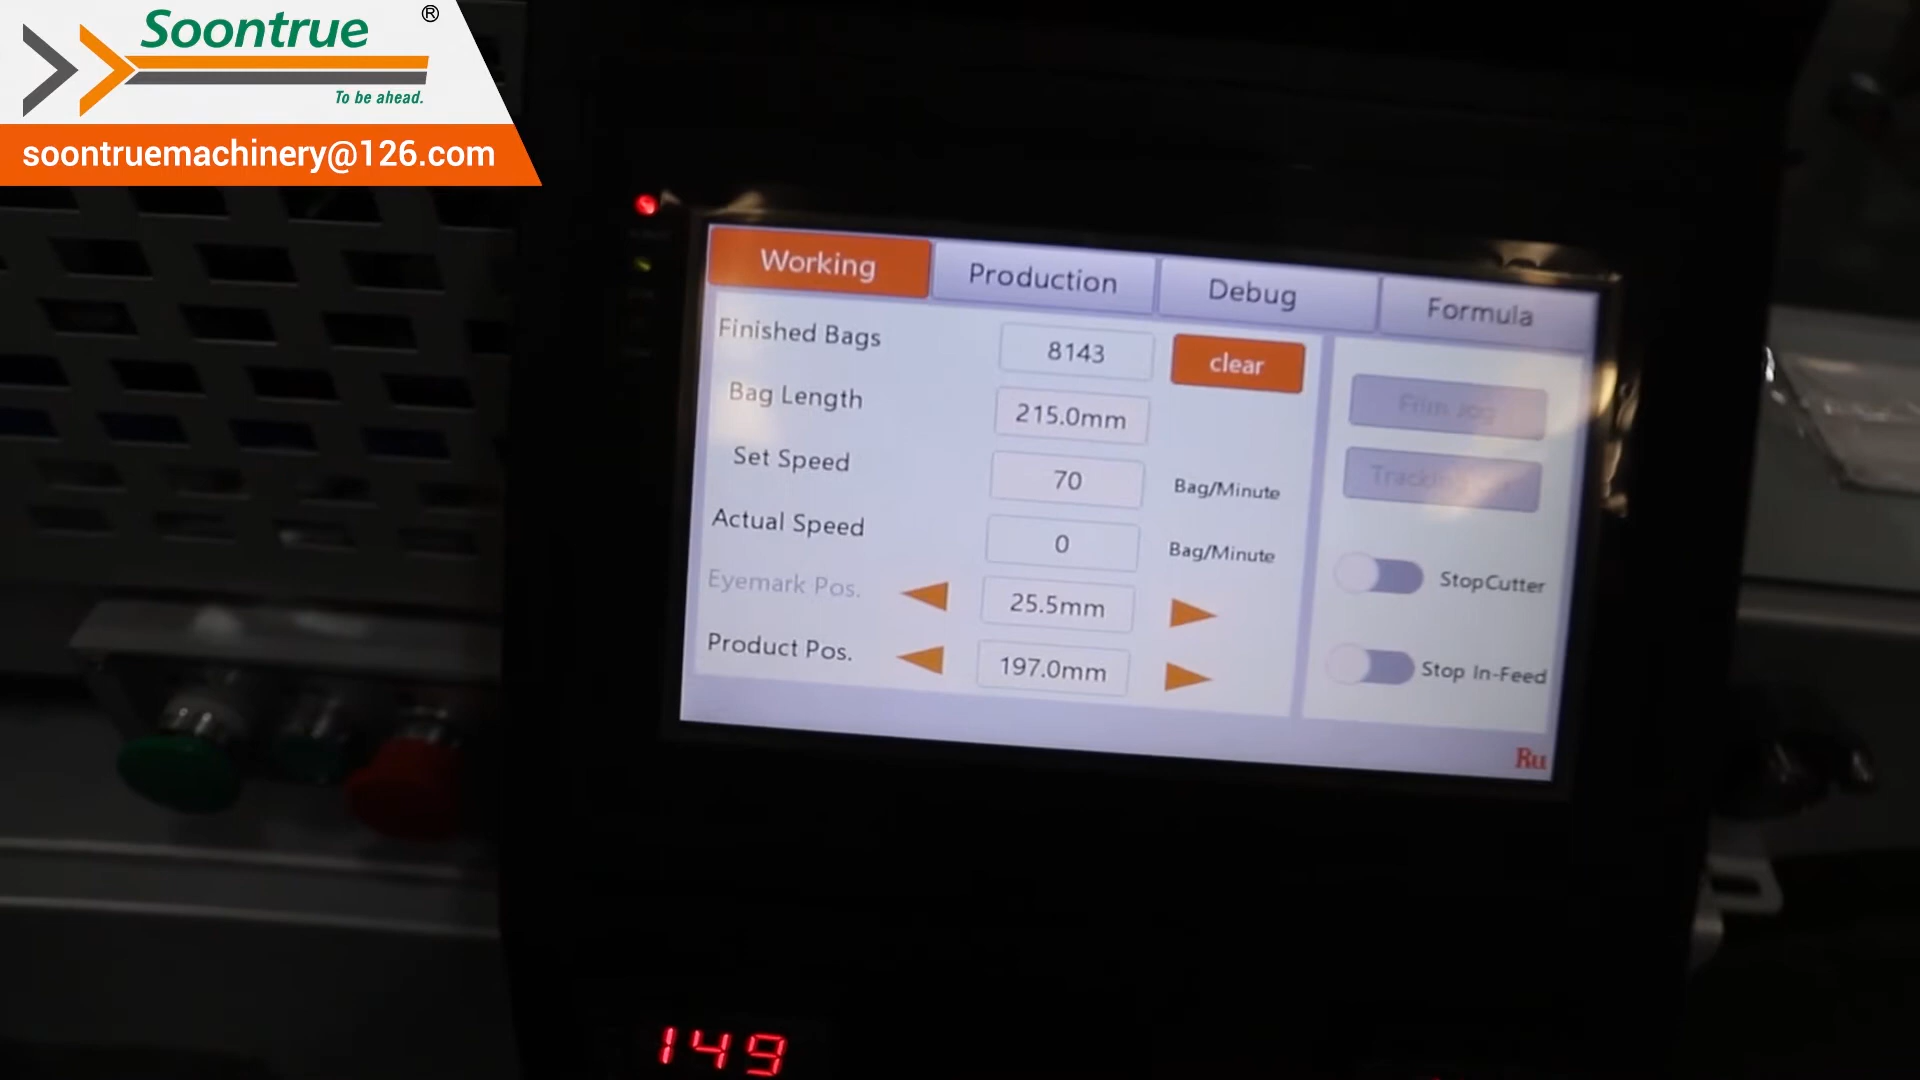 Soontrue ®
To be ahead.
soontruemachinery@126.com
Working Production Debug Formula
Finished Bags 8143 clear
Bag Length 215.0mm
Set Speed 70 Bag/Minute
Actual Speed 0 Bag/Minute
Eyemark Pos. 25.5mm
Product Pos. 197.0mm
Film Jog
StopCutter
Stop In-Feed
Ru
149